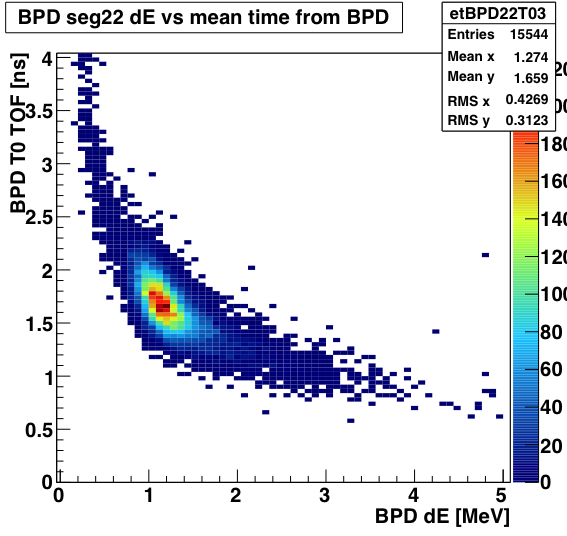 BPD seg22 dE vs mean time from BPD
etBPD22T03
Entries 15544
Mean x 1.274
Mean y 1.659
RMS x 0.4269
RMS y 0.3123
BPD T0 TOF [ns]
4
3.5
3
2.5
2
1.5
1
0.5
0
0 1 2 3 4 5
BPD dE [MeV]
180
160
140
120
100
80
60
40
20
0